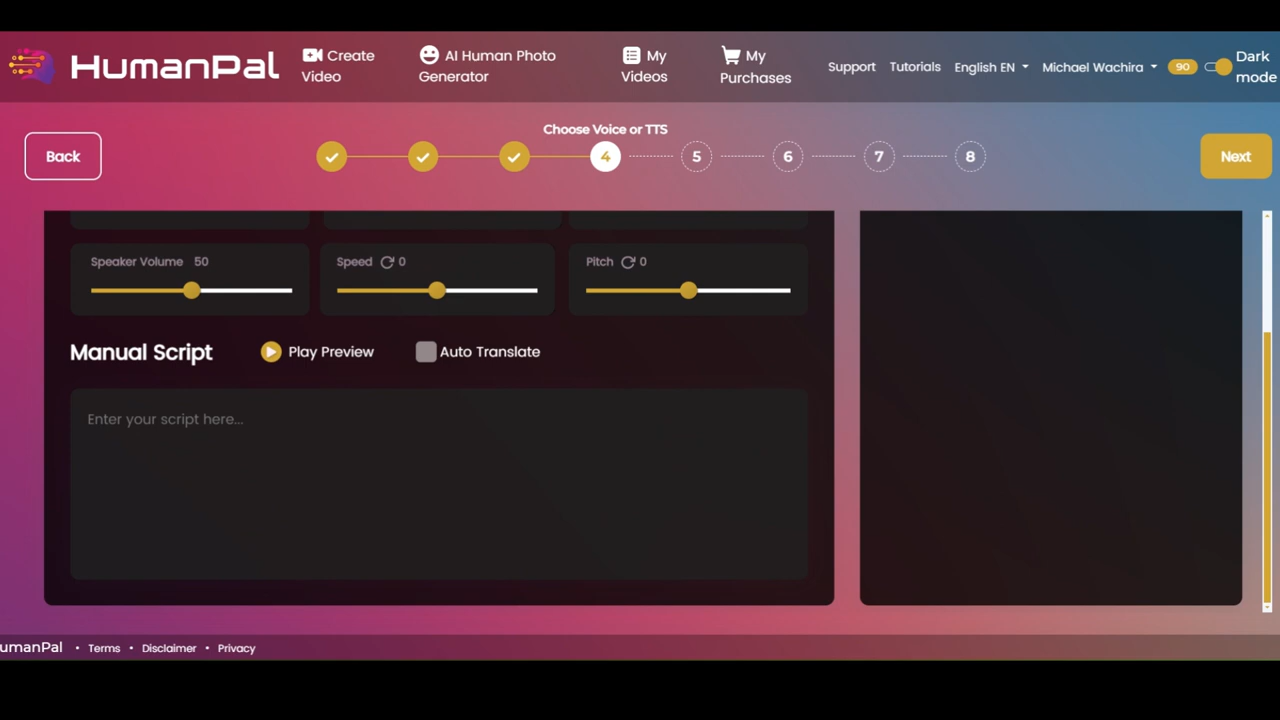 HumanPal
Create
Video
AI Human Photo
Generator
My
Videos
My
Purchases
Support
Tutorials
English EN
Michael Wachira
90
Dark
mode
Back
Choose Voice or TTS
4
5
6
7
8
Next
Speaker Volume 50
Speed 0
Pitch 0
Manual Script
Play Preview
Auto Translate
Enter your script here...
umanPal • Terms • Disclaimer • Privacy